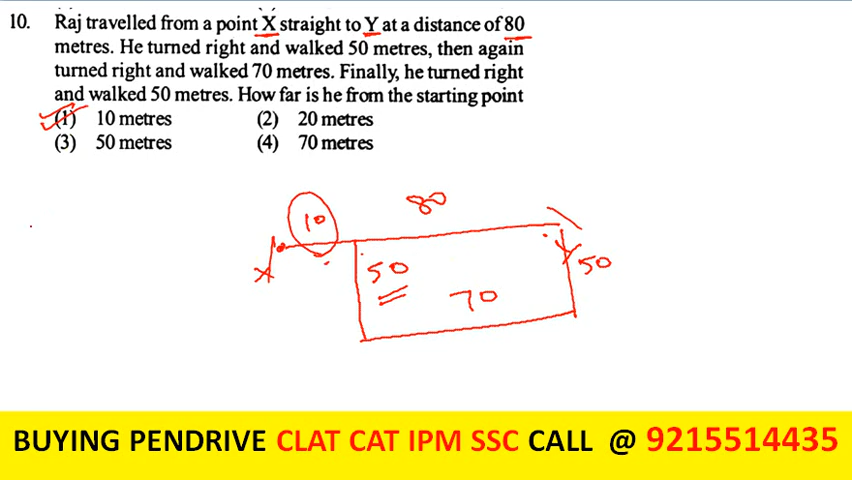 10. Raj travelled from a point X straight to Y at a distance of 80
metres. He turned right and walked 50 metres, then again
turned right and walked 70 metres. Finally, he turned right
and walked 50 metres. How far is he from the starting point
(1) 10 metres (2) 20 metres
(3) 50 metres (4) 70 metres
80
10
X
50
Y
50
70
BUYING PENDRIVE CLAT CAT IPM SSC CALL @ 9215514435